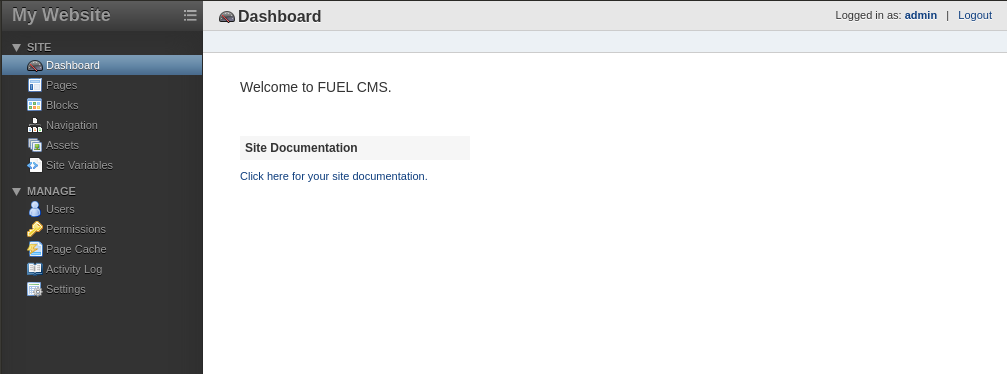 My Website
SITE
Dashboard
Pages
Blocks
Navigation
Assets
Site Variables
MANAGE
Users
Permissions
Page Cache
Activity Log
Settings
Dashboard
Logged in as: admin | Logout
Welcome to FUEL CMS.
Site Documentation
Click here for your site documentation.